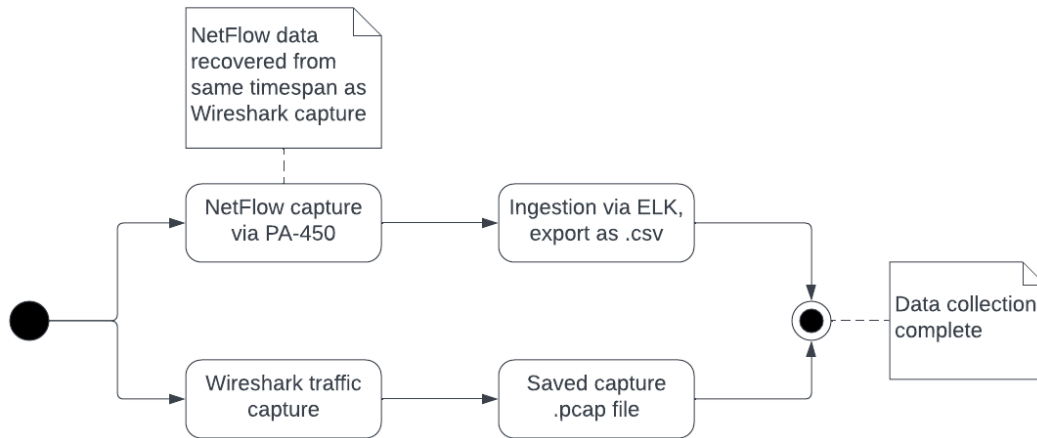 NetFlow data
recovered from
same timespan as
Wireshark capture
NetFlow capture
via PA-450
Ingestion via ELK,
export as .csv
Data collection
complete
Wireshark traffic
capture
Saved capture
.pcap file